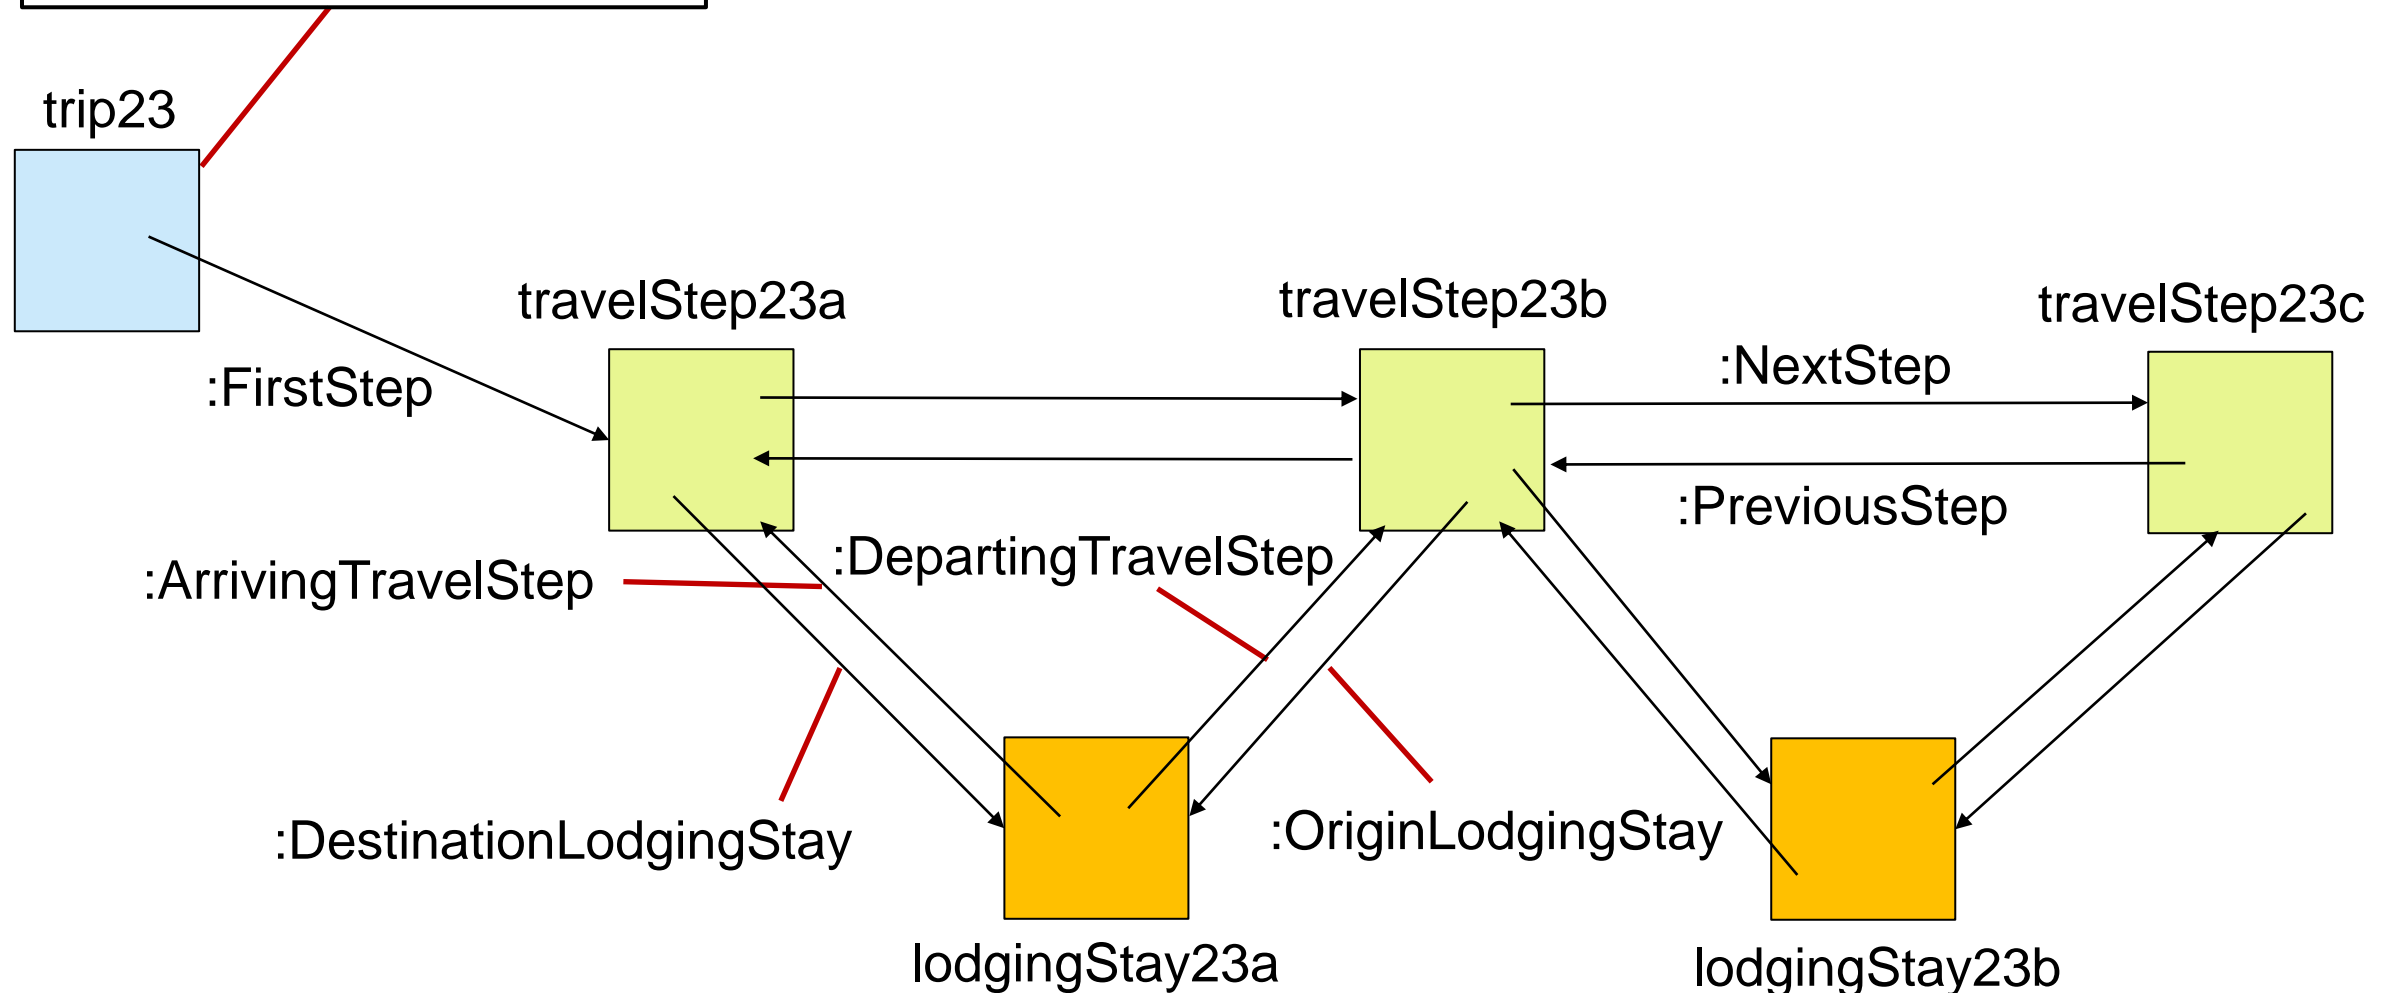 trip23
travelStep23a
travelStep23b
travelStep23c
:FirstStep
:NextStep
:PreviousStep
:ArrivingTravelStep
:DepartingTravelStep
:DestinationLodgingStay
:OriginLodgingStay
lodgingStay23a
lodgingStay23b